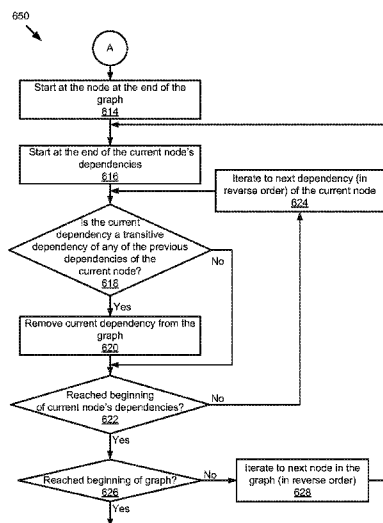 650
A
Start at the node at the end of the
graph
614
Start at the end of the current node's
dependencies
616
Iterate to next dependency (in
reverse order) of the current node
624
Is the current
dependency a transitive
dependency of any of the previous
dependencies of the
current node?
618
No
Yes
Remove current dependency from the
graph
620
Reached beginning
of current node's dependencies?
622
No
Yes
Reached beginning of graph?
626
No
Iterate to next node in the
graph (in reverse order)
628
Yes